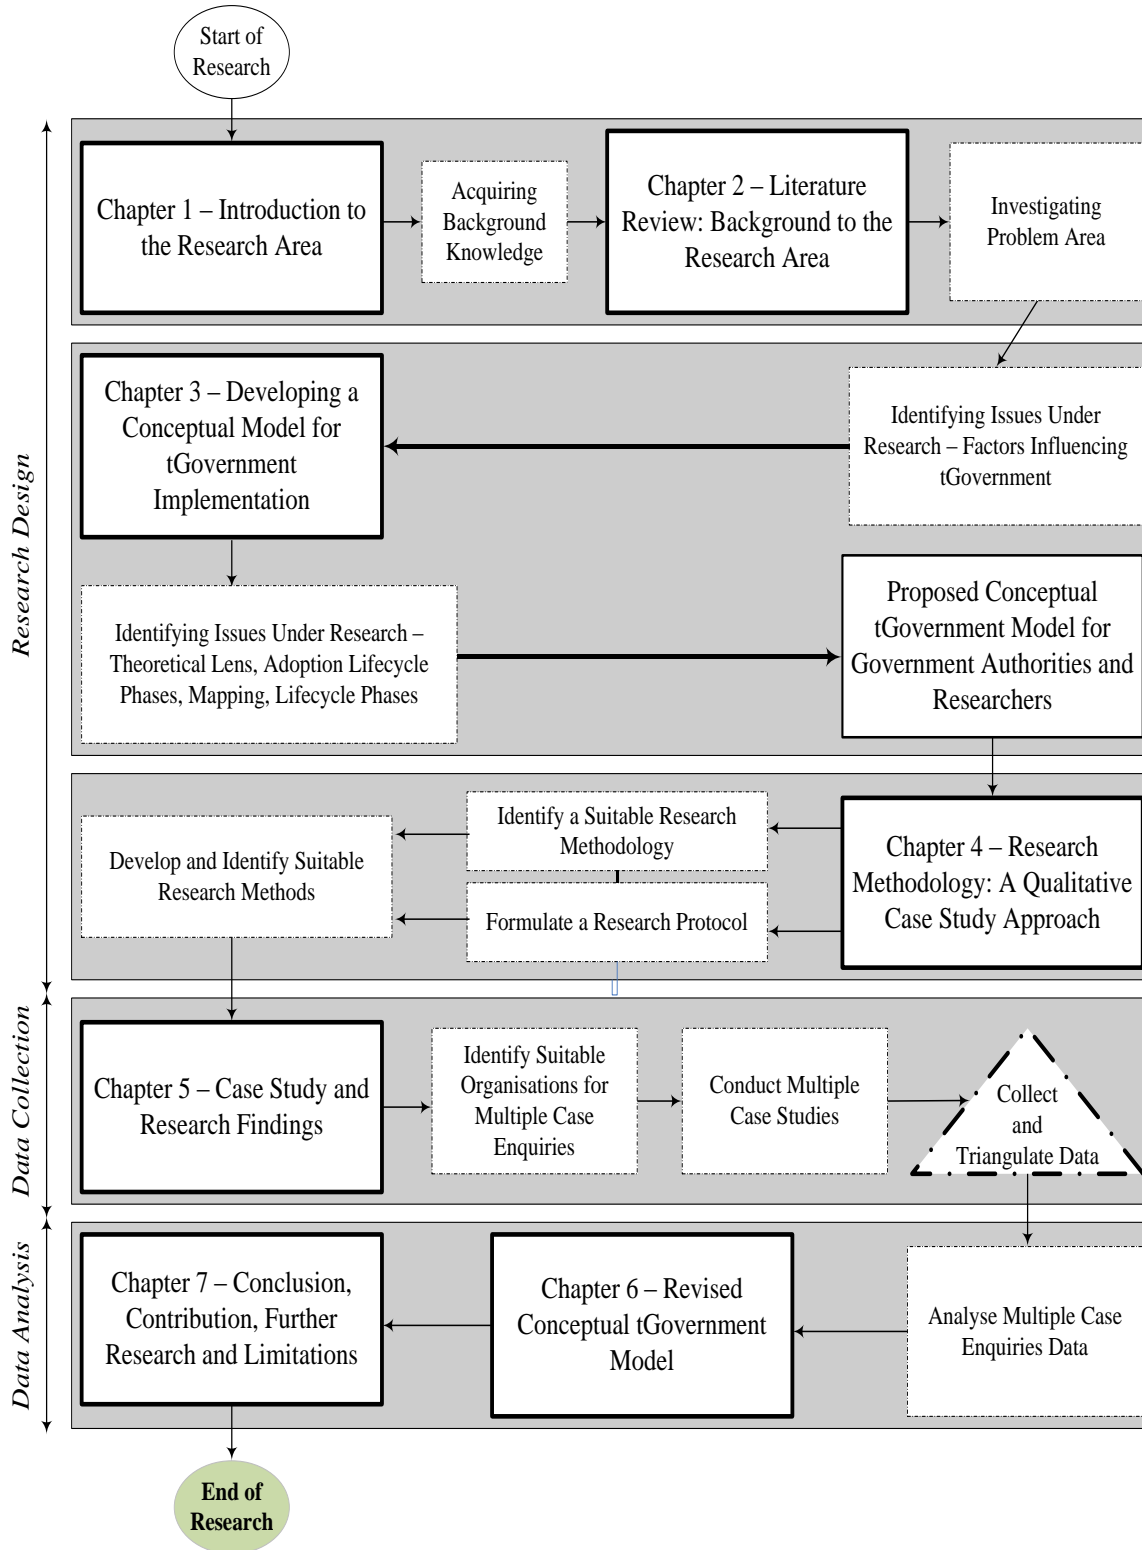 Start of
Research
Research Design
Chapter 1 – Introduction to
the Research Area
Acquiring
Background
Knowledge
Chapter 2 – Literature
Review: Background to the
Research Area
Investigating
Problem Area
Chapter 3 – Developing a
Conceptual Model for
tGovernment
Implementation
Identifying Issues Under
Research – Factors Influencing
tGovernment
Identifying Issues Under Research –
Theoretical Lens, Adoption Lifecycle
Phases, Mapping, Lifecycle Phases
Proposed Conceptual
tGovernment Model for
Government Authorities and
Researchers
Chapter 4 – Research
Methodology: A Qualitative
Case Study Approach
Identify a Suitable Research
Methodology
Formulate a Research Protocol
Develop and Identify Suitable
Research Methods
Data Collection
Chapter 5 – Case Study and
Research Findings
Identify Suitable
Organisations for
Multiple Case
Enquiries
Conduct Multiple
Case Studies
Collect
and
Triangulate Data
Data Analysis
Analyse Multiple Case
Enquiries Data
Chapter 6 – Revised
Conceptual tGovernment
Model
Chapter 7 – Conclusion,
Contribution, Further
Research and Limitations
End of
Research